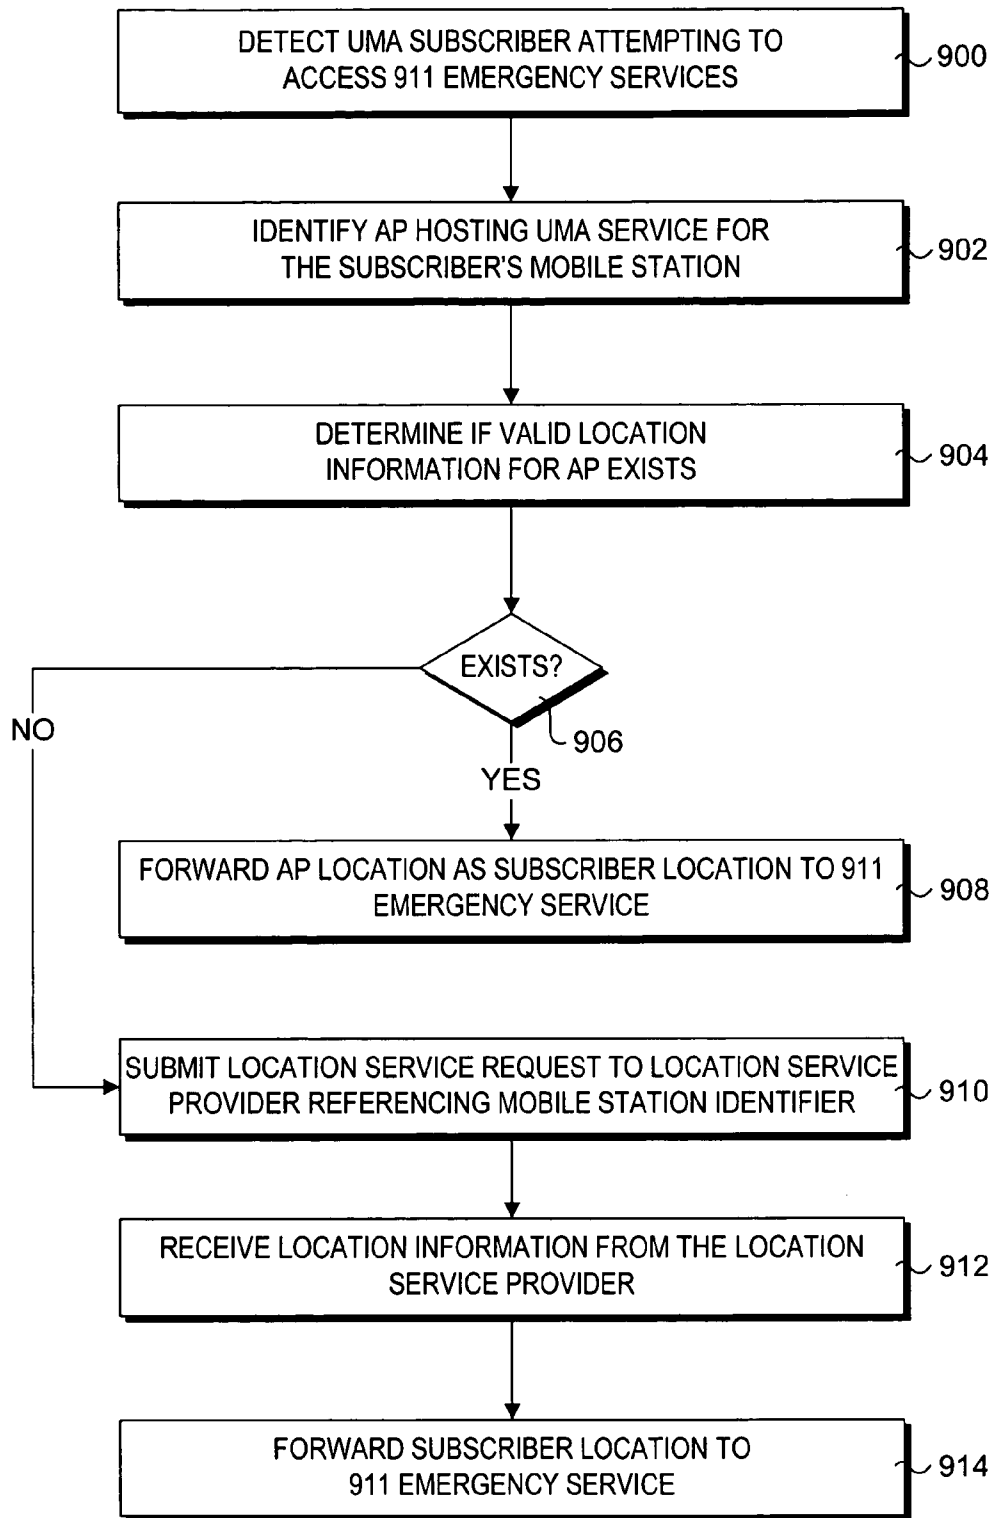 DETECT UMA SUBSCRIBER ATTEMPTING TO
ACCESS 911 EMERGENCY SERVICES
900
IDENTIFY AP HOSTING UMA SERVICE FOR
THE SUBSCRIBER'S MOBILE STATION
902
DETERMINE IF VALID LOCATION
INFORMATION FOR AP EXISTS
904
EXISTS?
906
NO
YES
FORWARD AP LOCATION AS SUBSCRIBER LOCATION TO 911
EMERGENCY SERVICE
908
SUBMIT LOCATION SERVICE REQUEST TO LOCATION SERVICE
PROVIDER REFERENCING MOBILE STATION IDENTIFIER
910
RECEIVE LOCATION INFORMATION FROM THE LOCATION
SERVICE PROVIDER
912
FORWARD SUBSCRIBER LOCATION TO
911 EMERGENCY SERVICE
914